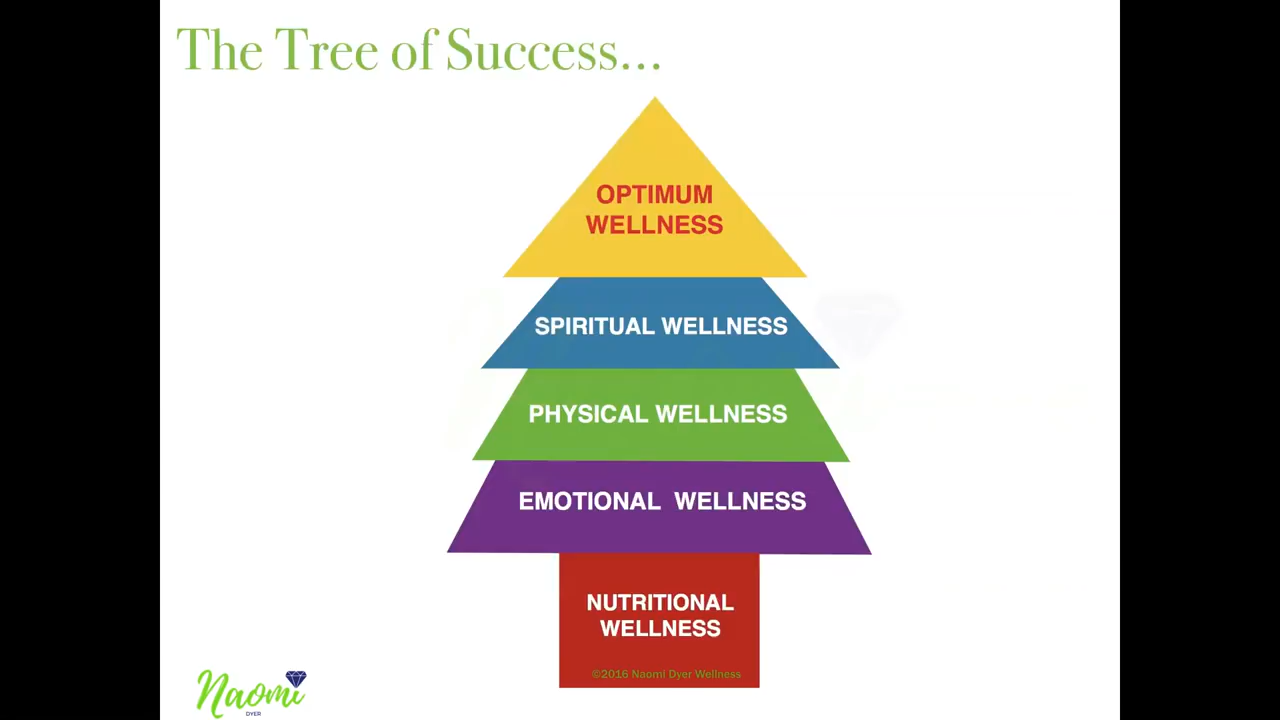 The Tree of Success...
OPTIMUM
WELLNESS
SPIRITUAL WELLNESS
PHYSICAL WELLNESS
EMOTIONAL WELLNESS
NUTRITIONAL
WELLNESS
©2016 Naomi Dyer Wellness
Naomi
DYER